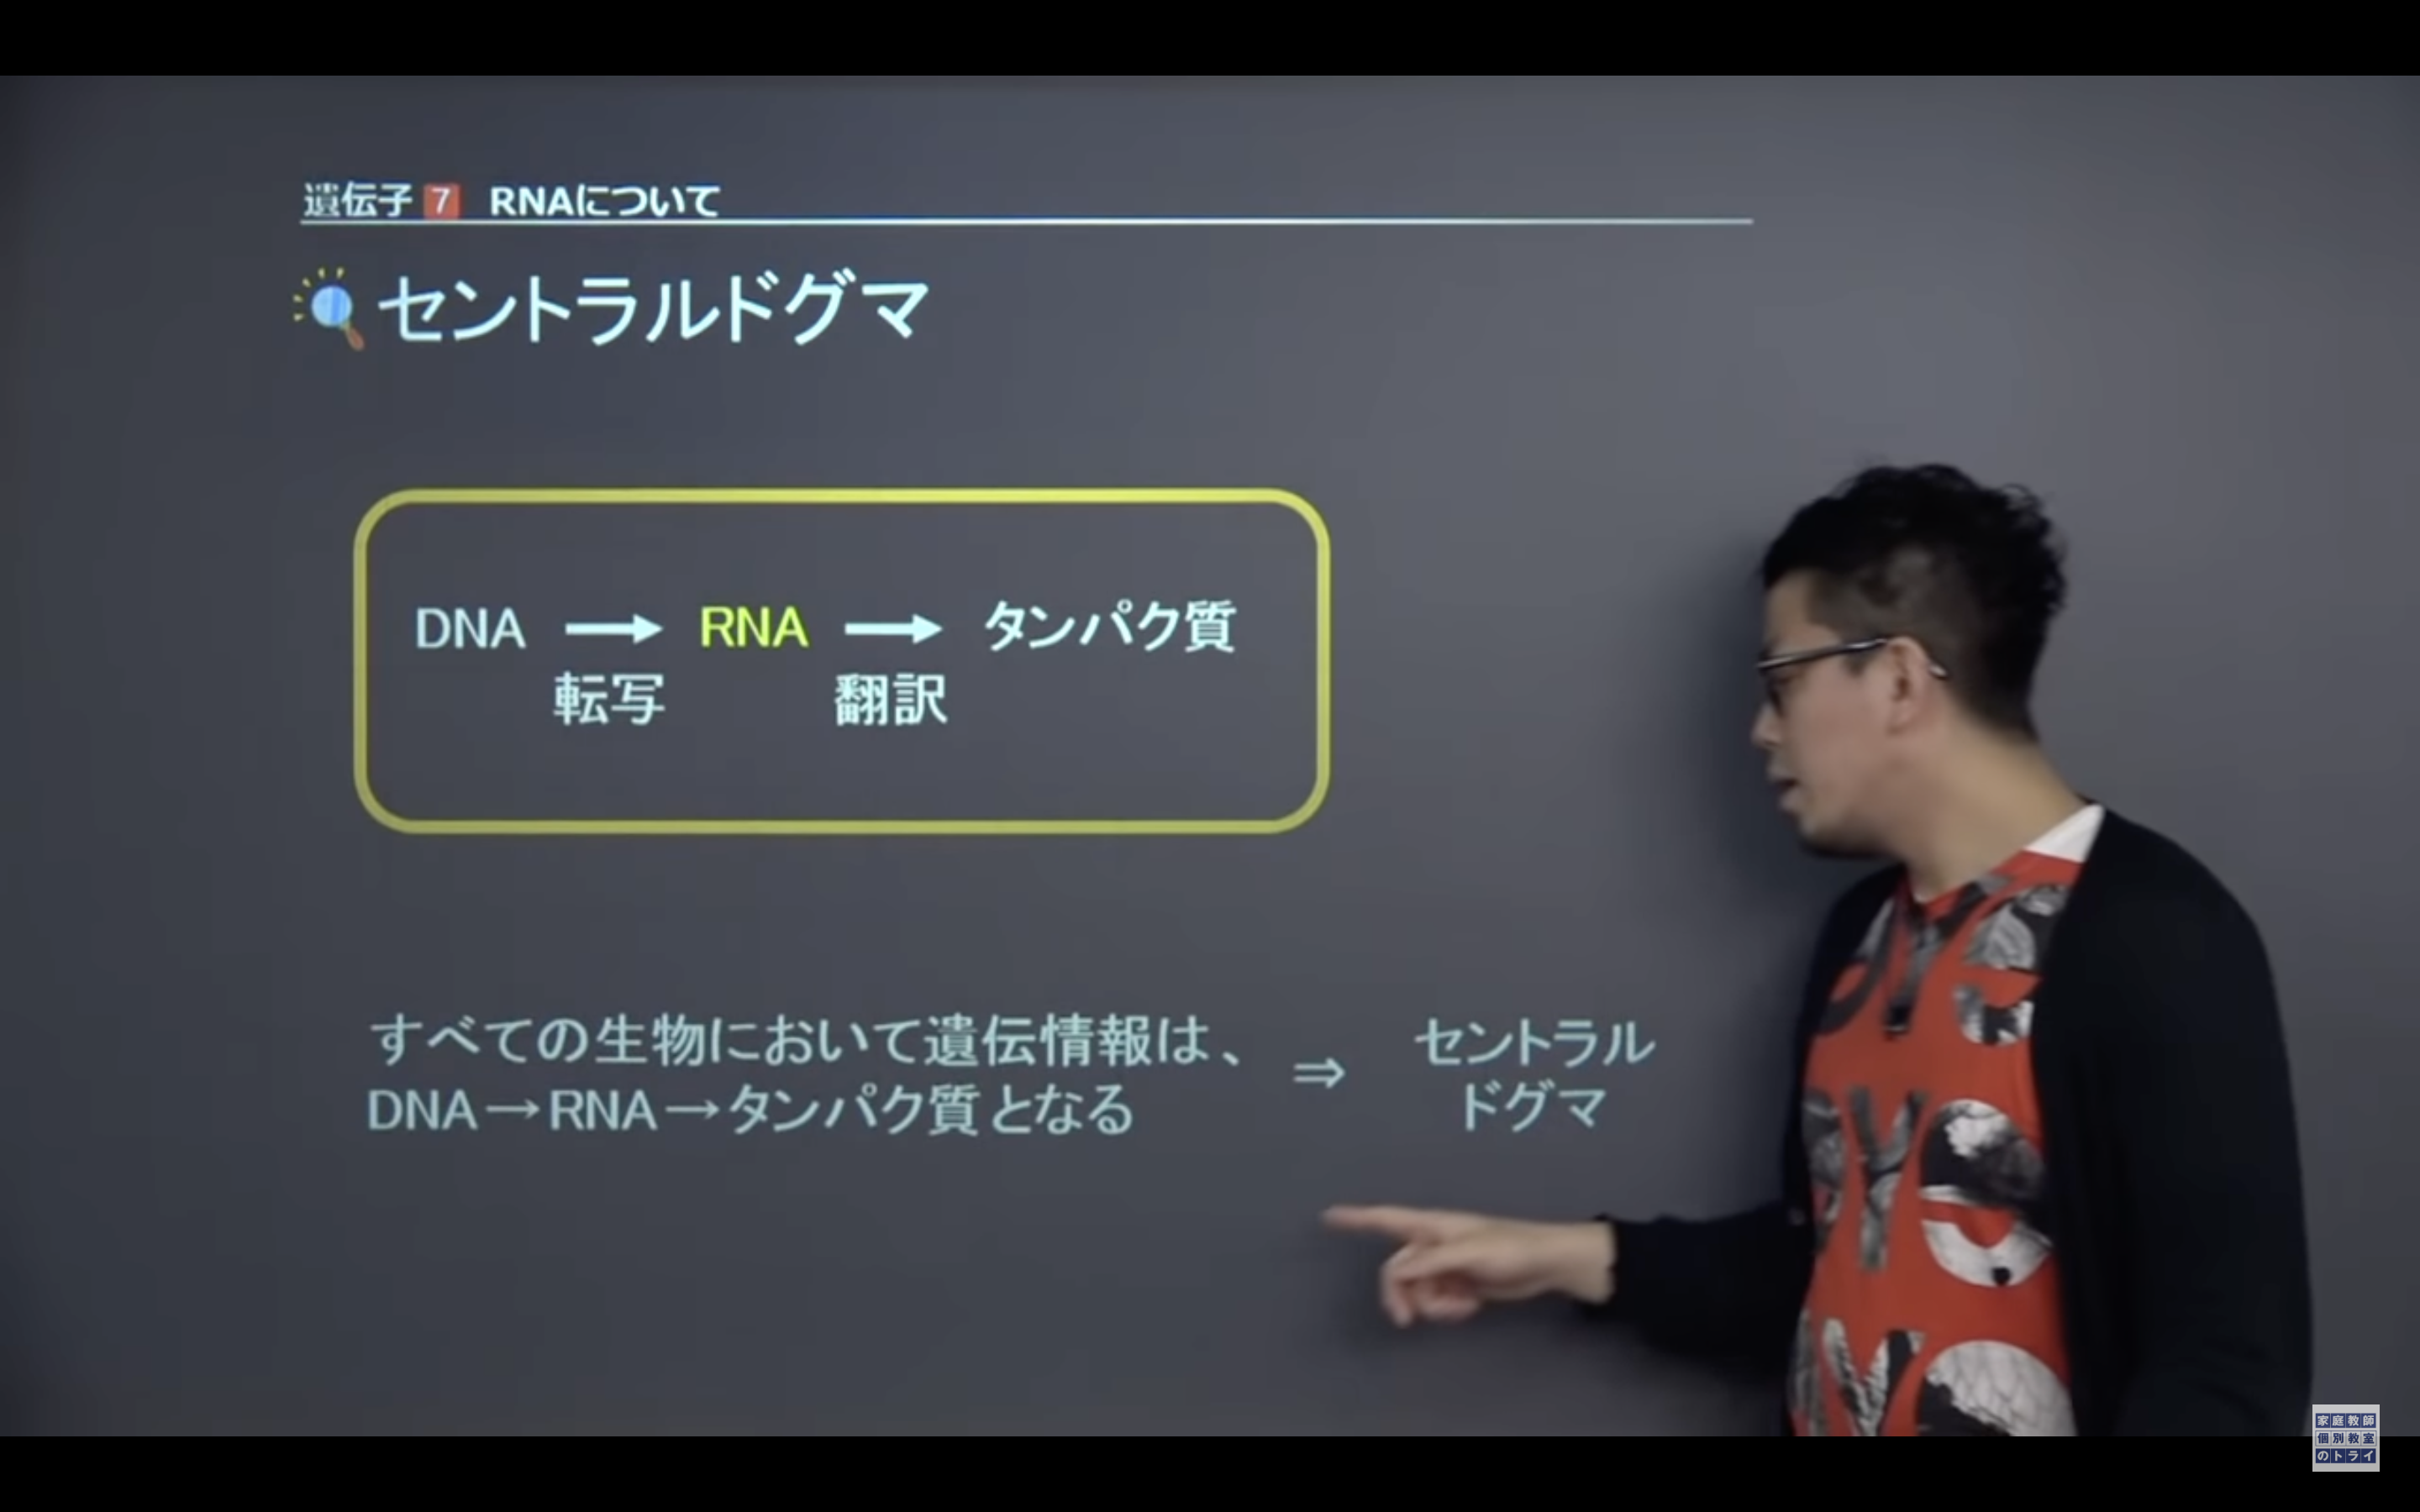 遺伝子 7 RNAについて
セントラルドグマ
DNA → RNA → タンパク質
転写 翻訳
すべての生物において遺伝情報は、
DNA→RNA→タンパク質となる
⇒
セントラル
ドグマ
家庭教師
個別教室
のトライ